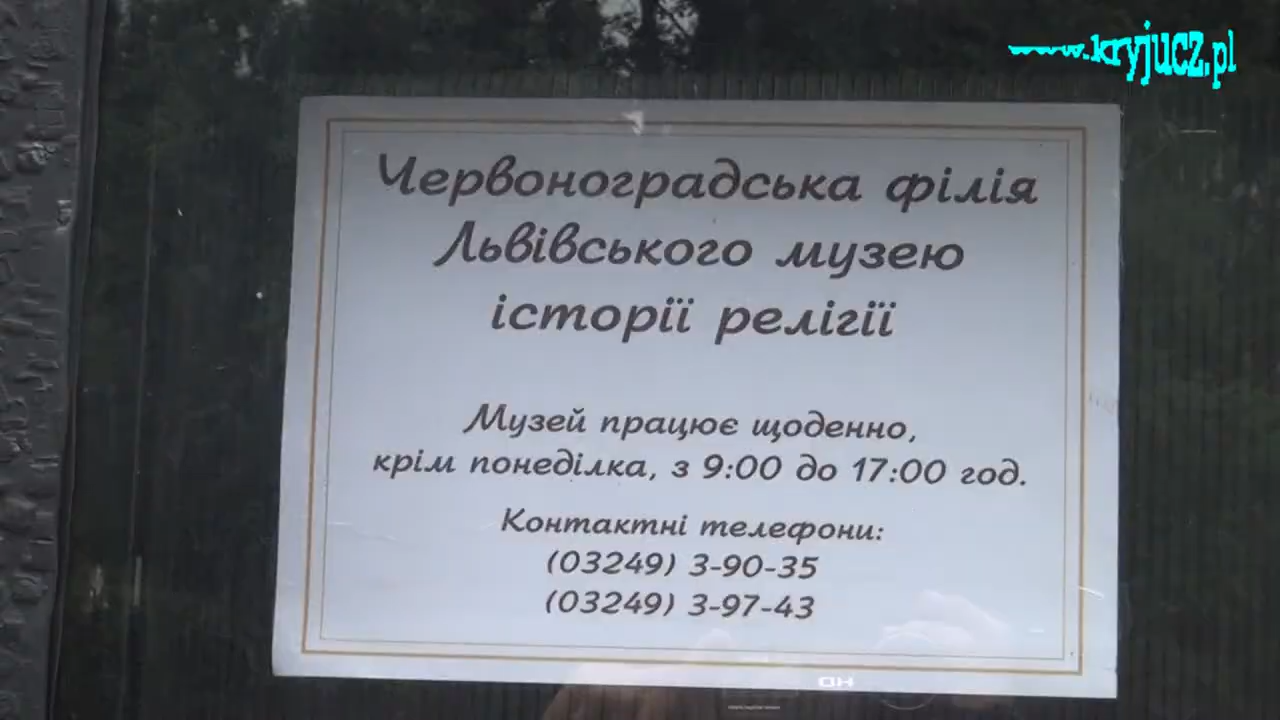 www.kryjucz.pl
Червоноградська філія
Львівського музею
історії релігії
Музей працює щоденно,
крім понеділка, з 9:00 до 17:00 год.
Контактні телефони:
(03249) 3-90-35
(03249) 3-97-43